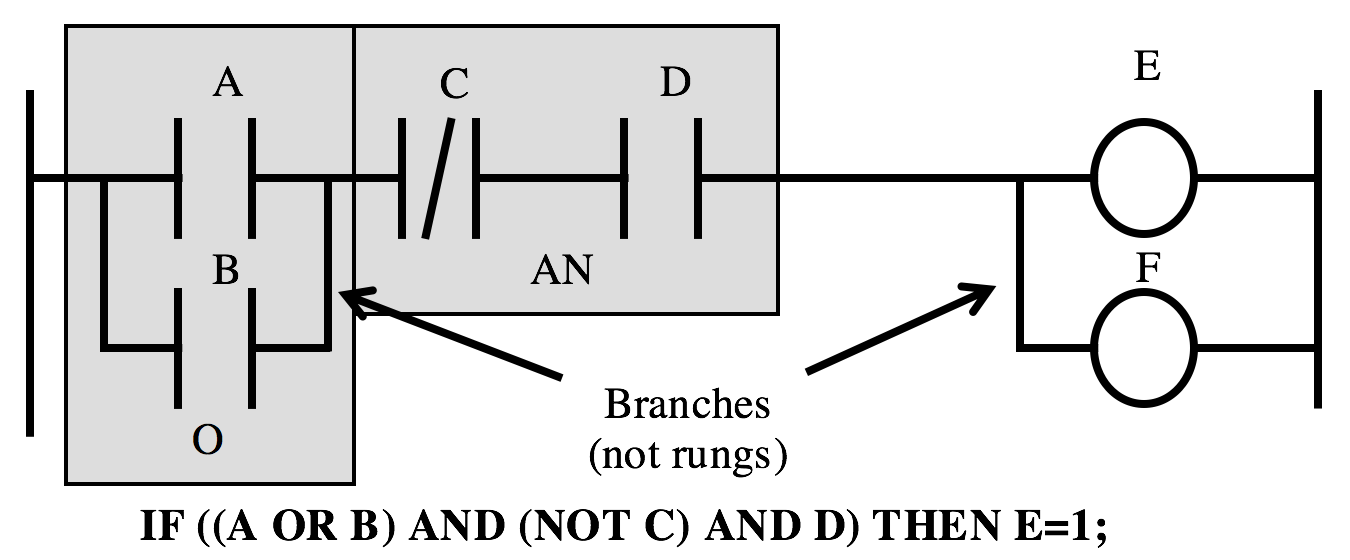 A
C
D
E
B
AN
F
O
Branches
(not rungs)
IF ((A OR B) AND (NOT C) AND D) THEN E=1;